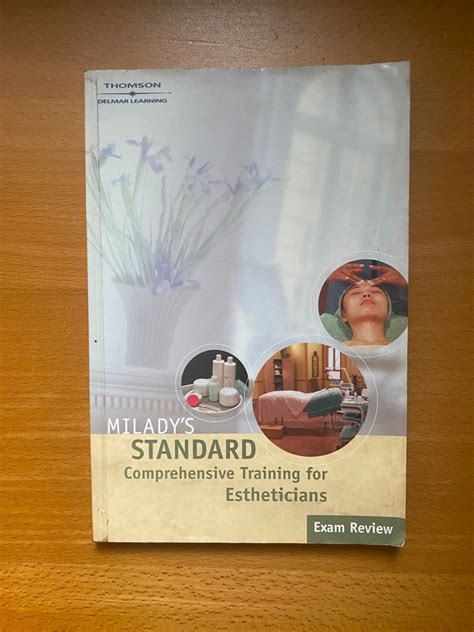 THOMSON
DELMAR LEARNING
MILADY'S
STANDARD
Comprehensive Training for
Estheticians
Exam Review